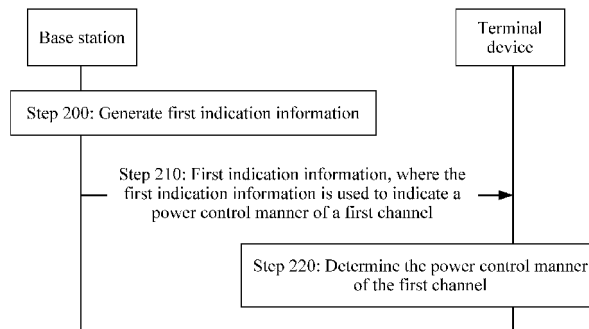 Base station
Terminal
device
Step 200: Generate first indication information
Step 210: First indication information, where the
first indication information is used to indicate a
power control manner of a first channel
Step 220: Determine the power control manner
of the first channel